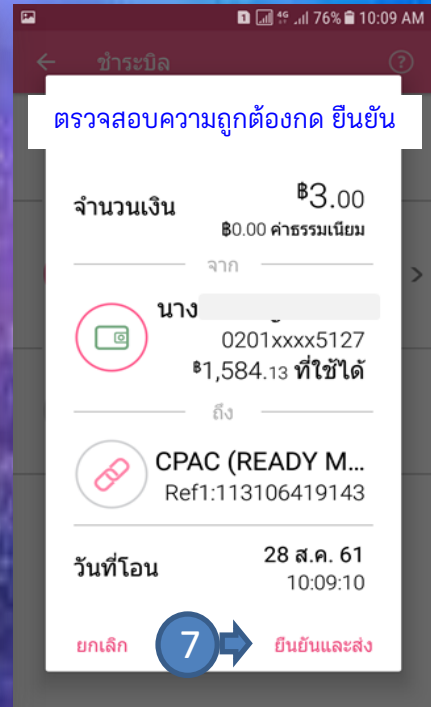 1 4G 76% 10:09 AM
ชำระบิล
ตรวจสอบความถูกต้องกด ยืนยัน
จำนวนเงิน ฿3.00
฿0.00 ค่าธรรมเนียม
จาก
นาง
0201xxxx5127
฿1,584.13 ที่ใช้ได้
ถึง
CPAC (READY M...
Ref1:113106419143
วันที่โอน 28 ส.ค. 61
10:09:10
ยกเลิก 7 ยืนยันและส่ง